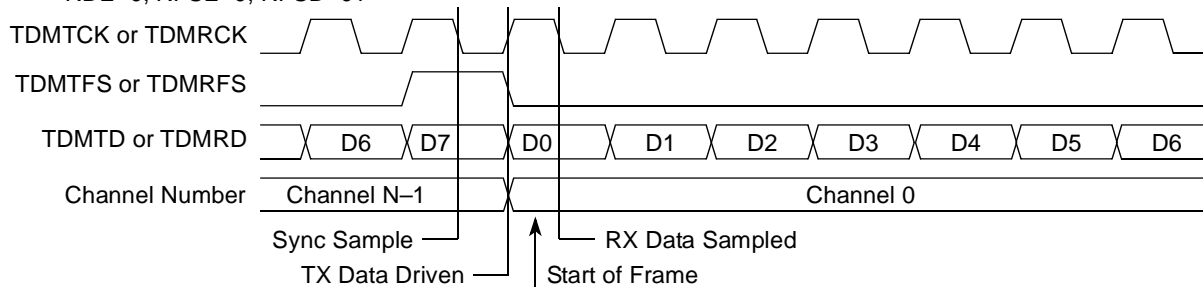 TDMTCK or TDMRCK
TDMTFS or TDMRFS
TDMTD or TDMRD D6 D7 D0 D1 D2 D3 D4 D5 D6
Channel Number Channel N–1 Channel 0
Sync Sample RX Data Sampled
TX Data Driven Start of Frame